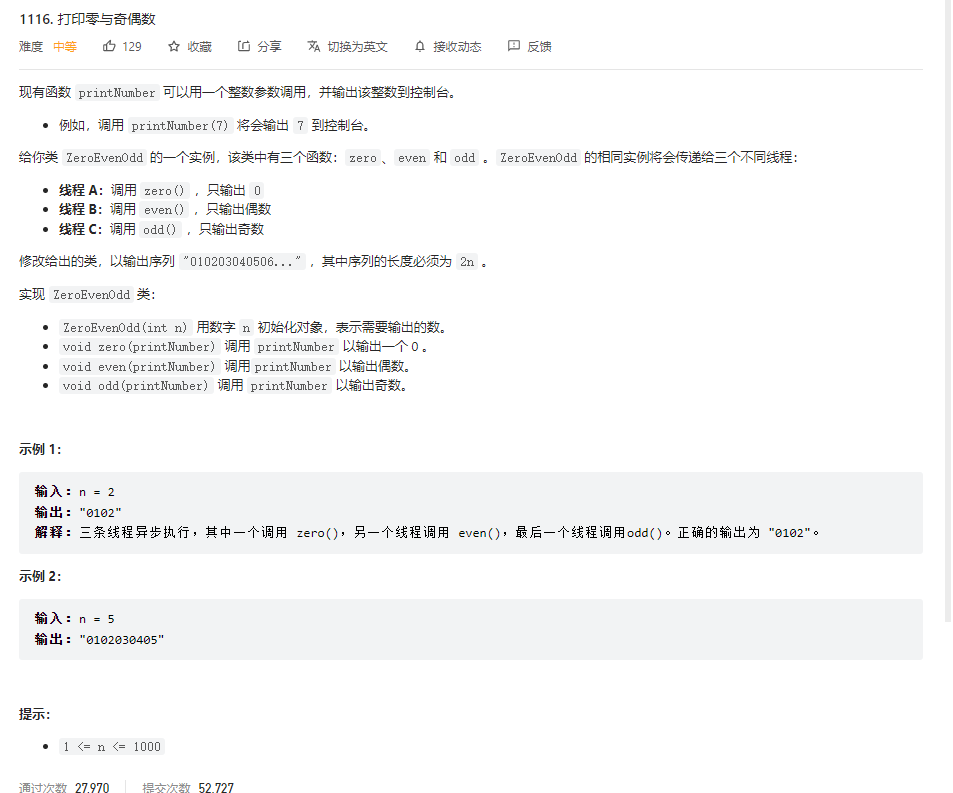 1116. 打印零与奇偶数
难度 中等 129 收藏 分享 切换为英文 接收动态 反馈
现有函数 printNumber 可以用一个整数参数调用，并输出该整数到控制台。
例如，调用 printNumber(7) 将会输出 7 到控制台。
给你类 ZeroEvenOdd 的一个实例，该类中有三个函数：zero、even 和 odd 。ZeroEvenOdd 的相同实例将会传递给三个不同线程：
线程 A：调用 zero() ，只输出 0
线程 B：调用 even() ，只输出偶数
线程 C：调用 odd() ，只输出奇数
修改给出的类，以输出序列 "010203040506..." ，其中序列的长度必须为 2n 。
实现 ZeroEvenOdd 类：
ZeroEvenOdd(int n) 用数字 n 初始化对象，表示需要输出的数。
void zero(printNumber) 调用 printNumber 以输出一个 0 。
void even(printNumber) 调用printNumber 以输出偶数。
void odd(printNumber) 调用 printNumber 以输出奇数。
示例 1：
输入：n = 2
输出："0102"
解释：三条线程异步执行，其中一个调用 zero()，另一个线程调用 even()，最后一个线程调用odd()。正确的输出为 "0102"。
示例 2：
输入：n = 5
输出："0102030405"
提示：
1 <= n <= 1000
通过次数 27,970 提交次数 52,727